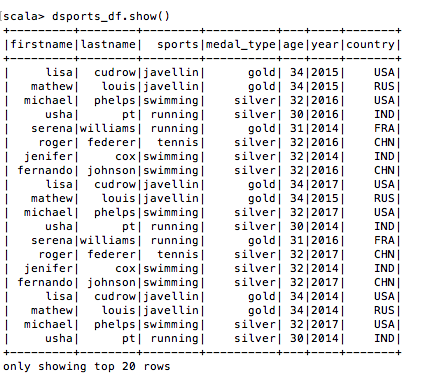 scala> dsports_df.show()
+---------+--------+--------+----------+---+----+-------+
|firstname|lastname|  sports|medal_type|age|year|country|
+---------+--------+--------+----------+---+----+-------+
|     lisa|  cudrow|javellin|      gold| 34|2015|    USA|
|   mathew|   louis|javellin|      gold| 34|2015|    RUS|
|  michael|  phelps|swimming|    silver| 32|2016|    USA|
|     usha|      pt| running|    silver| 30|2016|    IND|
|   serena|williams| running|      gold| 31|2014|    FRA|
|    roger| federer|  tennis|    silver| 32|2016|    CHN|
|  jenifer|     cox|swimming|    silver| 32|2014|    IND|
| fernando| johnson|swimming|    silver| 32|2016|    CHN|
|     lisa|  cudrow|javellin|      gold| 34|2017|    USA|
|   mathew|   louis|javellin|      gold| 34|2015|    RUS|
|  michael|  phelps|swimming|    silver| 32|2017|    USA|
|     usha|      pt| running|    silver| 30|2014|    IND|
|   serena|williams| running|      gold| 31|2016|    FRA|
|    roger| federer|  tennis|    silver| 32|2017|    CHN|
|  jenifer|     cox|swimming|    silver| 32|2014|    IND|
| fernando| johnson|swimming|    silver| 32|2017|    CHN|
|     lisa|  cudrow|javellin|      gold| 34|2014|    USA|
|   mathew|   louis|javellin|      gold| 34|2014|    RUS|
|  michael|  phelps|swimming|    silver| 32|2017|    USA|
|     usha|      pt| running|    silver| 30|2014|    IND|
+---------+--------+--------+----------+---+----+-------+
only showing top 20 rows